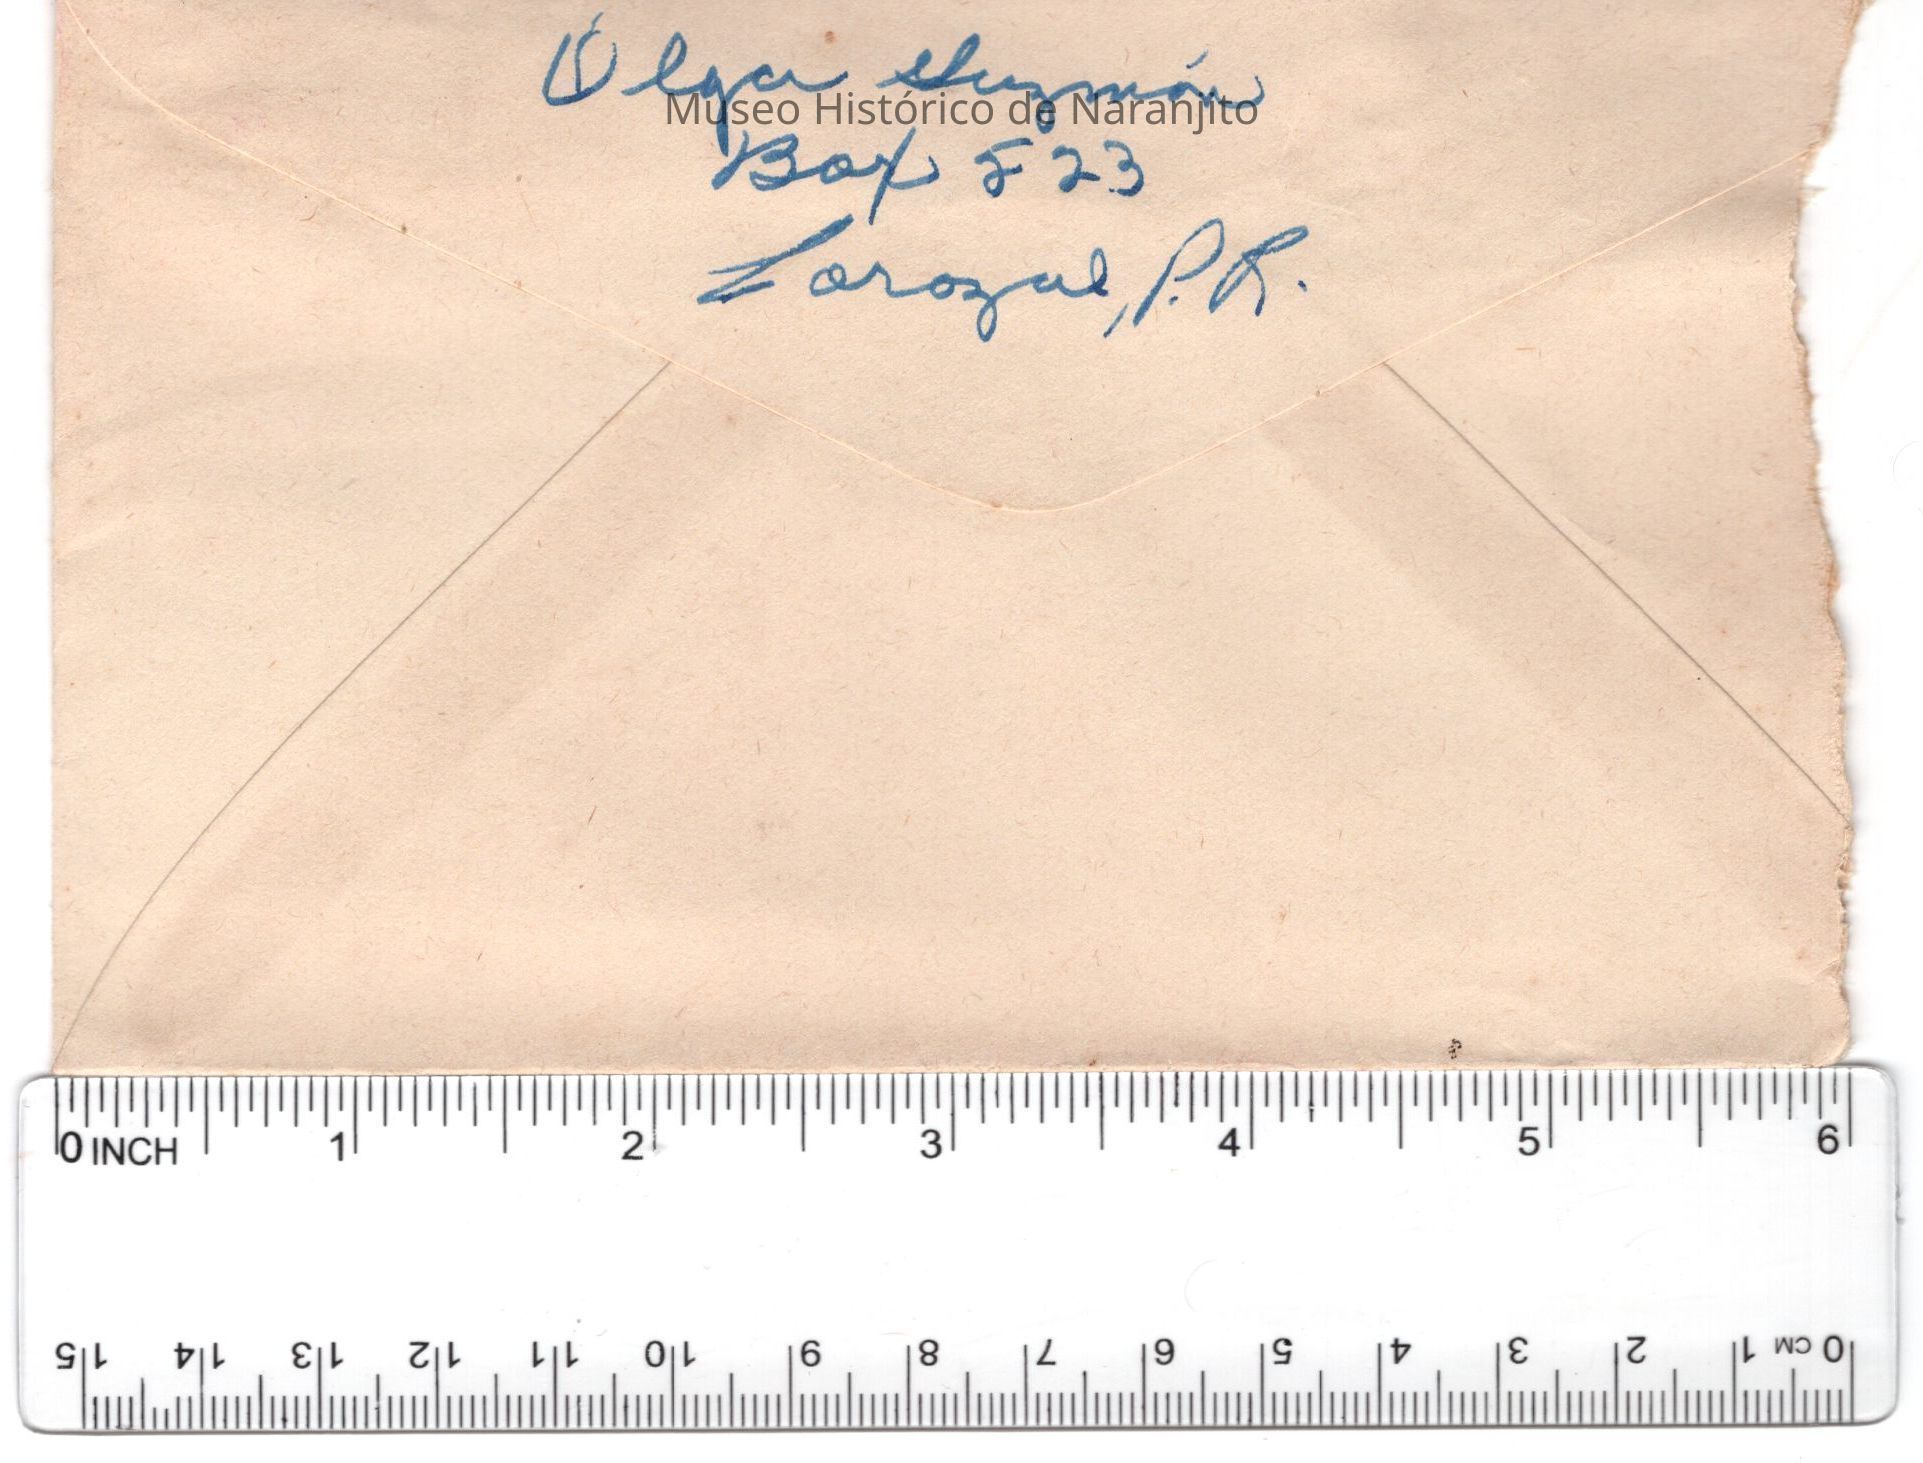 Olga Guzmán
Museo Histórico de Naranjito
Box 523
Corozal, P.R.
0 INCH 1 2 3 4 5 6
15 14 13 12 11 10 9 8 7 6 5 4 3 2 1 CM 0